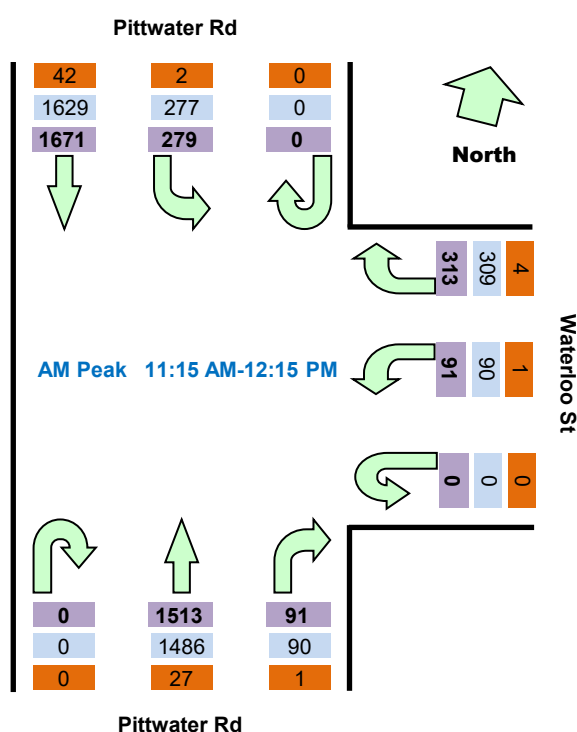 Pittwater Rd
42 2 0
1629 277 0
1671 279 0
North
313 309 4
AM Peak 11:15 AM-12:15 PM
91 90 1
Waterloo St
0 0 0
0 1513 91
0 1486 90
0 27 1
Pittwater Rd